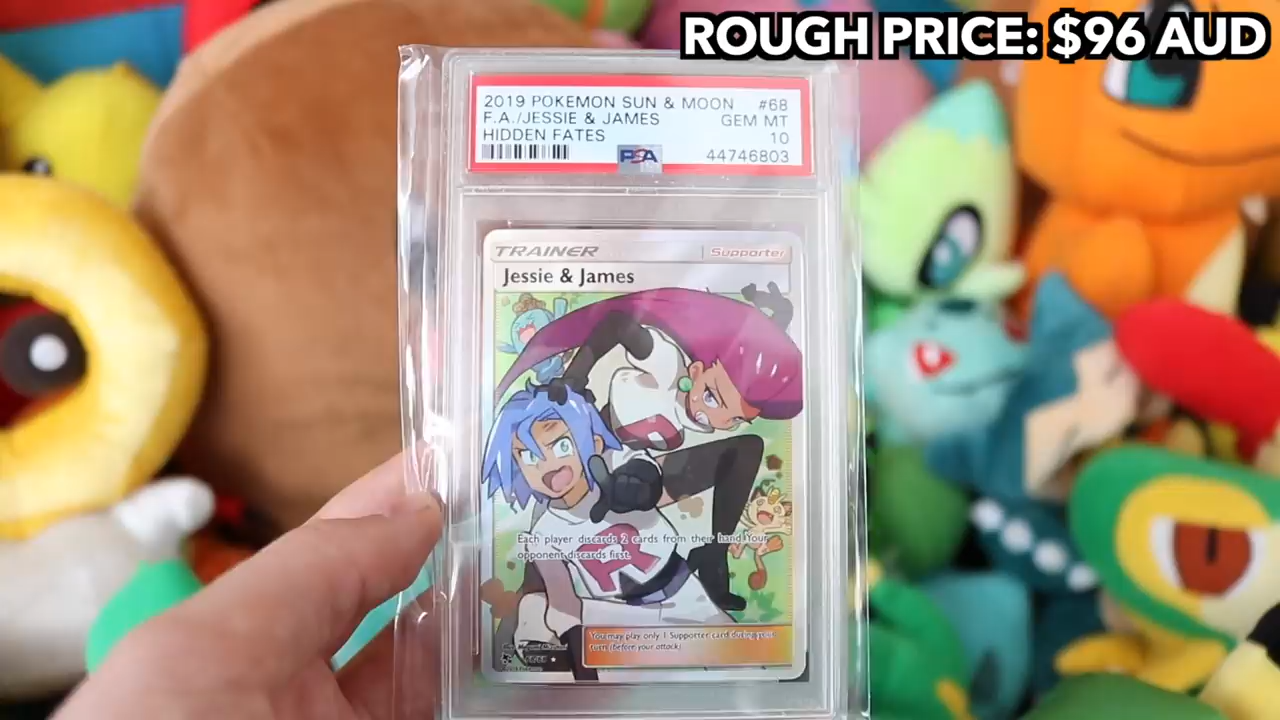 ROUGH PRICE: $96 AUD
2019 POKEMON SUN & MOON #68
F.A./JESSIE & JAMES GEM MT
HIDDEN FATES 10
PSA 44746803
TRAINER Supporter
Jessie & James
Each player discards 2 cards from their hand. Your
opponent discards first.
You may play only 1 Supporter card during your
turn (before your attack).
68/68